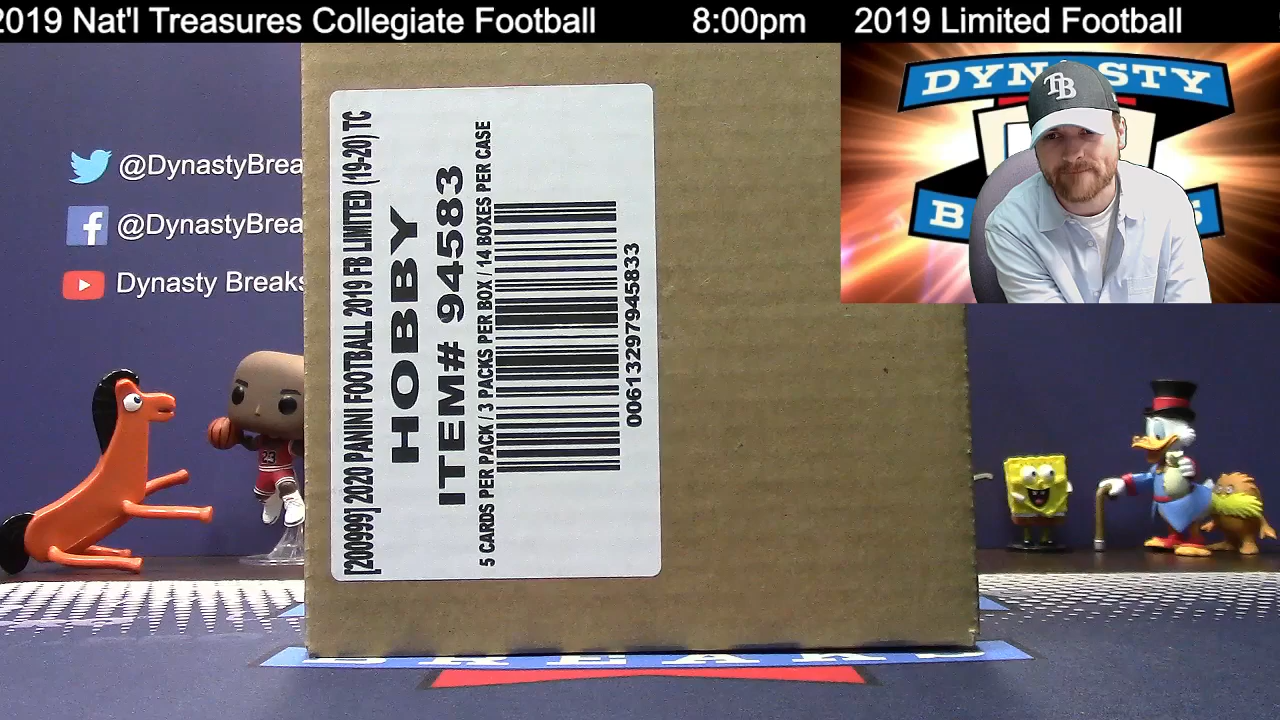 2019 Nat'l Treasures Collegiate Football 8:00pm 2019 Limited Football
DYNASTY
@DynastyBrea
@DynastyBrea
Dynasty Breaks
[200999] 2020 PANINI FOOTBALL 2019 FB LIMITED (19-20) TC
HOBBY
ITEM# 94583
5 CARDS PER PACK / 3 PACKS PER BOX / 14 BOXES PER CASE
00613297945833
TB
23
BREAKS